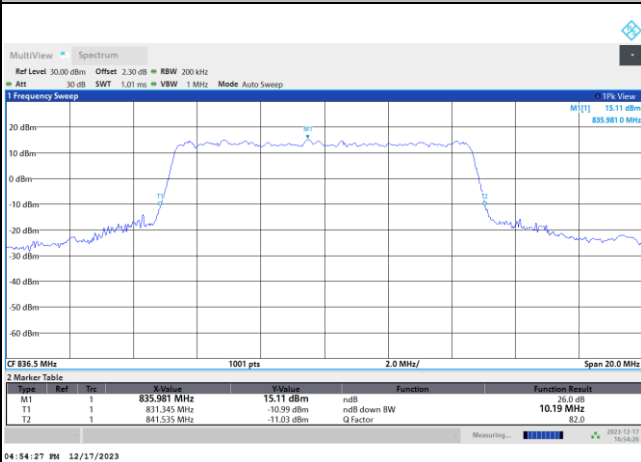 MultiView Spectrum
Ref Level 30.00 dBm Offset 2.30 dB RBW 200 kHz
Att 30 dB SWT 1.01 ms VBW 1 MHz Mode Auto Sweep
1 Frequency Sweep 1Pk View
M1[1] 15.11 dBm
835.981 0 MHz
20 dBm
M1
10 dBm
0 dBm
T1 T2
-10 dBm
-20 dBm
-30 dBm
-40 dBm
-50 dBm
-60 dBm
CF 836.5 MHz 1001 pts 2.0 MHz/ Span 20.0 MHz
2 Marker Table
Type Ref Trc X-Value Y-Value Function Function Result
M1 1 835.981 MHz 15.11 dBm ndB 26.0 dB
T1 1 831.345 MHz -10.99 dBm ndB down BW 10.19 MHz
T2 1 841.535 MHz -11.03 dBm Q Factor 82.0
Measuring... 2023-12-17
16:54:26
04:54:27 PM 12/17/2023